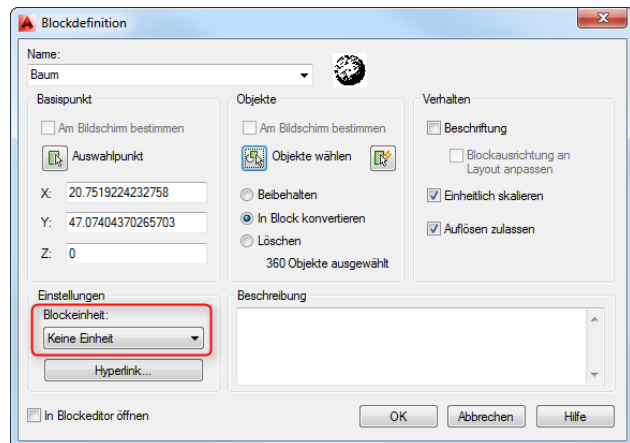 Blockdefinition
Name:
Baum
Basispunkt
Am Bildschirm bestimmen
Auswahlpunkt
X: 20.7519224232758
Y: 47.07404370265703
Z: 0
Objekte
Am Bildschirm bestimmen
Objekte wählen
Beibehalten
In Block konvertieren
Löschen
360 Objekte ausgewählt
Verhalten
Beschriftung
Blockausrichtung an
Layout anpassen
Einheitlich skalieren
Auflösen zulassen
Einstellungen
Blockeinheit:
Keine Einheit
Hyperlink...
Beschreibung
In Blockeditor öffnen
OK
Abbrechen
Hilfe